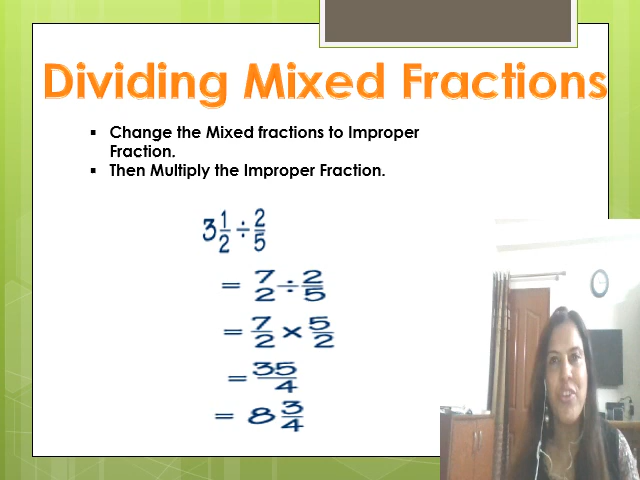 Dividing Mixed Fractions
▪ Change the Mixed fractions to Improper
Fraction.
▪ Then Multiply the Improper Fraction.
3 1/2 ÷ 2/5
= 7/2 ÷ 2/5
= 7/2 × 5/2
= 35/4
= 8 3/4